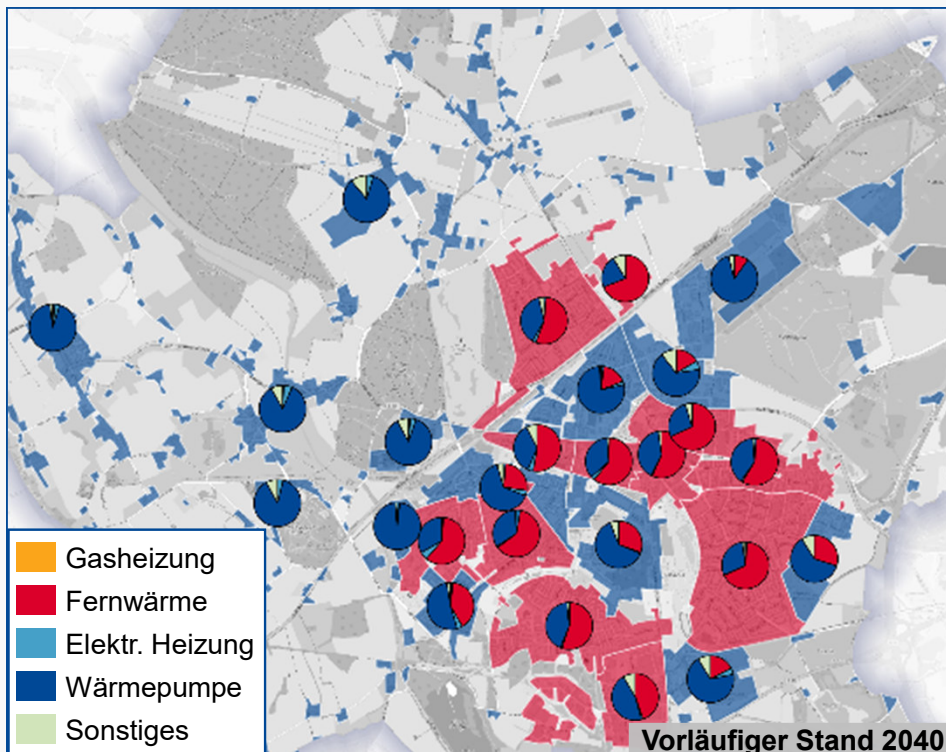 Gasheizung
Fernwärme
Elektr. Heizung
Wärmepumpe
Sonstiges
Vorläufiger Stand 2040